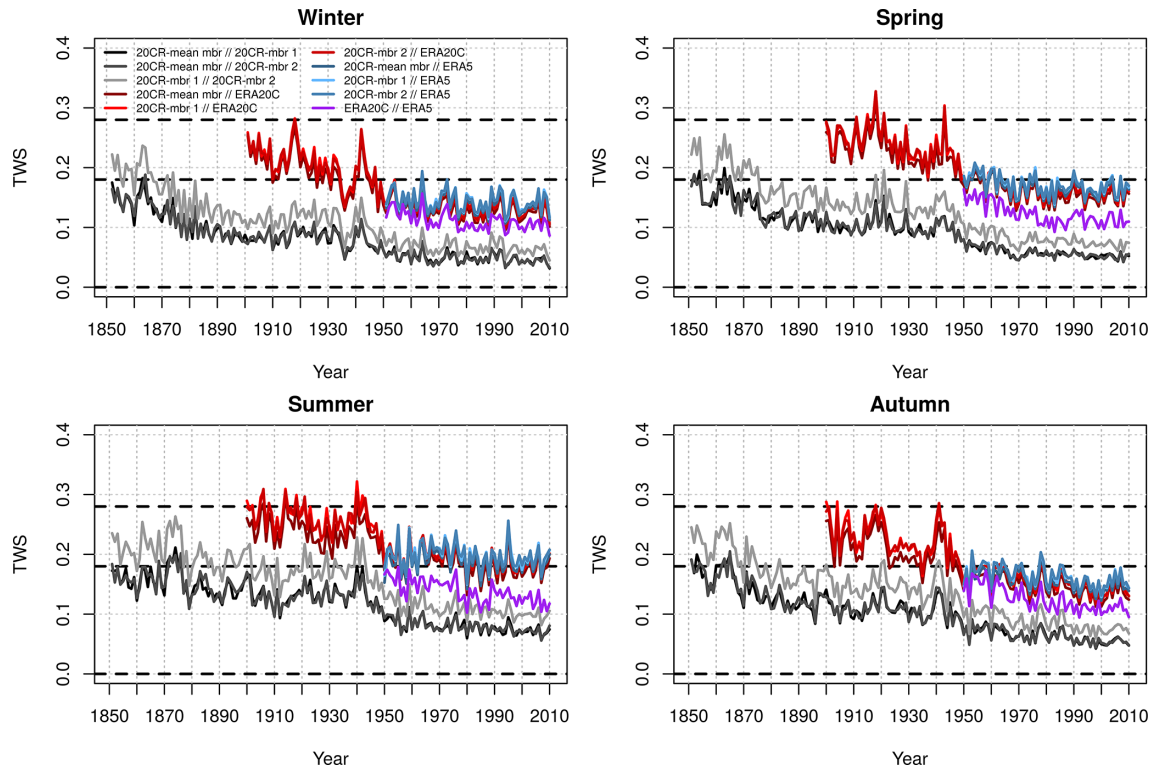 Winter
TWS
0.0 0.1 0.2 0.3 0.4
20CR-mean mbr // 20CR-mbr 1
20CR-mean mbr // 20CR-mbr 2
20CR-mbr 1 // 20CR-mbr 2
20CR-mean mbr // ERA20C
20CR-mbr 1 // ERA20C
20CR-mbr 2 // ERA20C
20CR-mean mbr // ERA5
20CR-mbr 1 // ERA5
20CR-mbr 2 // ERA5
ERA20C // ERA5
1850 1870 1890 1910 1930 1950 1970 1990 2010
Year
Spring
TWS
0.0 0.1 0.2 0.3 0.4
1850 1870 1890 1910 1930 1950 1970 1990 2010
Year
Summer
TWS
0.0 0.1 0.2 0.3 0.4
1850 1870 1890 1910 1930 1950 1970 1990 2010
Year
Autumn
TWS
0.0 0.1 0.2 0.3 0.4
1850 1870 1890 1910 1930 1950 1970 1990 2010
Year